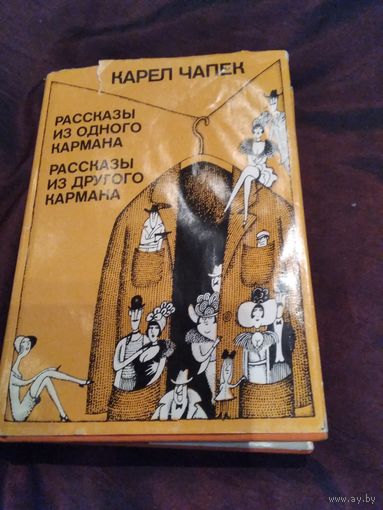 КАРЕЛ ЧАПЕК
РАССКАЗЫ
ИЗ ОДНОГО
КАРМАНА
РАССКАЗЫ
ИЗ ДРУГОГО
КАРМАНА
www.ay.by